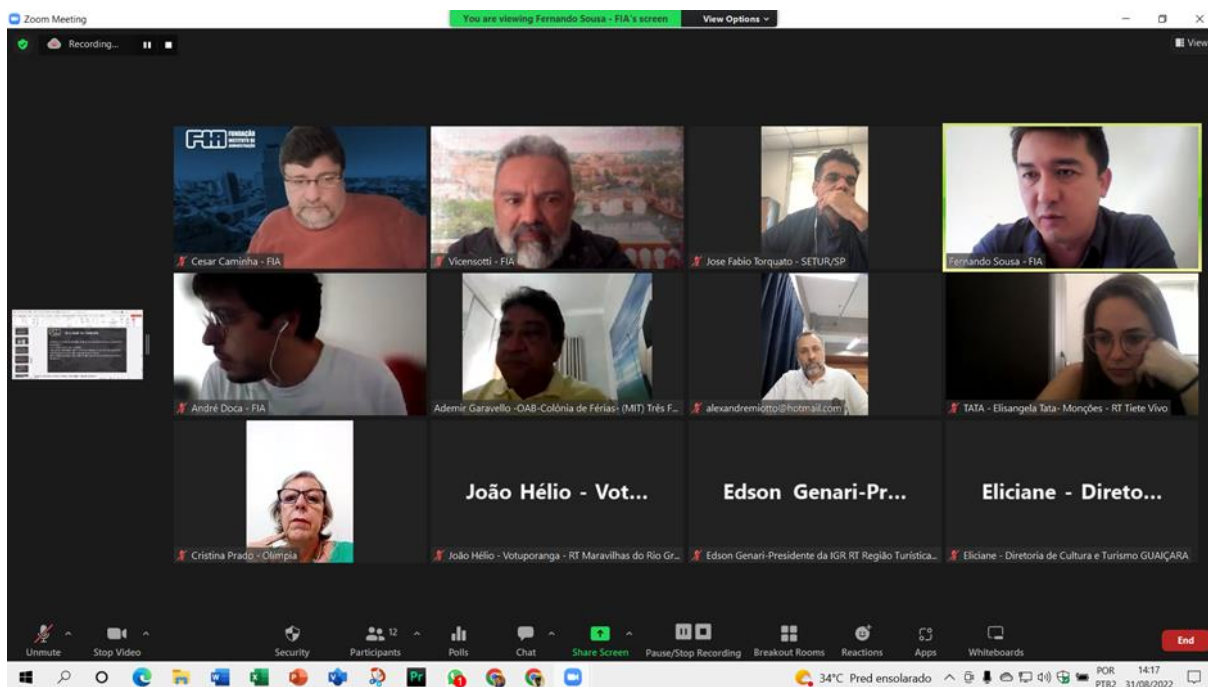 Zoom Meeting
You are viewing Fernando Sousa - FIA's screen
View Options
Recording...
View
FIA FUNDAÇÃO
INSTITUTO DE
ADMINISTRAÇÃO
Cesar Caminha - FIA
Vicensotti - FIA
Jose Fabio Torquato - SETUR/SP
Fernando Sousa - FIA
André Doca - FIA
Ademir Garavello -OAB-Colônia de Férias- (MIT) Três F...
alexandremiotto@hotmail.com
TATA - Elisangela Tata- Monções - RT Tiete Vivo
João Hélio - Vot...
Edson Genari-Pr...
Eliciane - Direto...
Cristina Prado - Olímpia
João Hélio - Votuporanga - RT Maravilhas do Rio Gr...
Edson Genari-Presidente da IGR RT Região Turística...
Eliciane - Diretoria de Cultura e Turismo GUAIÇARA
12
Unmute
Stop Video
Security
Participants
Polls
Chat
Share Screen
Pause/Stop Recording
Breakout Rooms
Reactions
Apps
Whiteboards
End
Pr
34°C Pred ensolarado
POR
PTB2
14:17
31/08/2022